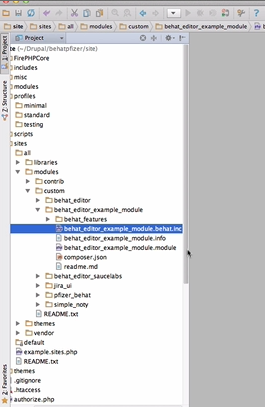 site
sites
all
modules
custom
behat_editor_example_module
Project
site (~/Drupal/behatpfizer/site)
FirePHPCore
includes
misc
modules
profiles
minimal
standard
testing
scripts
sites
all
libraries
modules
contrib
custom
behat_editor
behat_editor_example_module
behat_features
behat_editor_example_module.behat.inc
behat_editor_example_module.info
behat_editor_example_module.module
composer.json
readme.md
behat_editor_saucelabs
jira_ui
pfizer_behat
simple_noty
README.txt
themes
vendor
default
example.sites.php
README.txt
themes
.gitignore
.htaccess
authorize.php
1: Project
7: Structure
2: Favorites